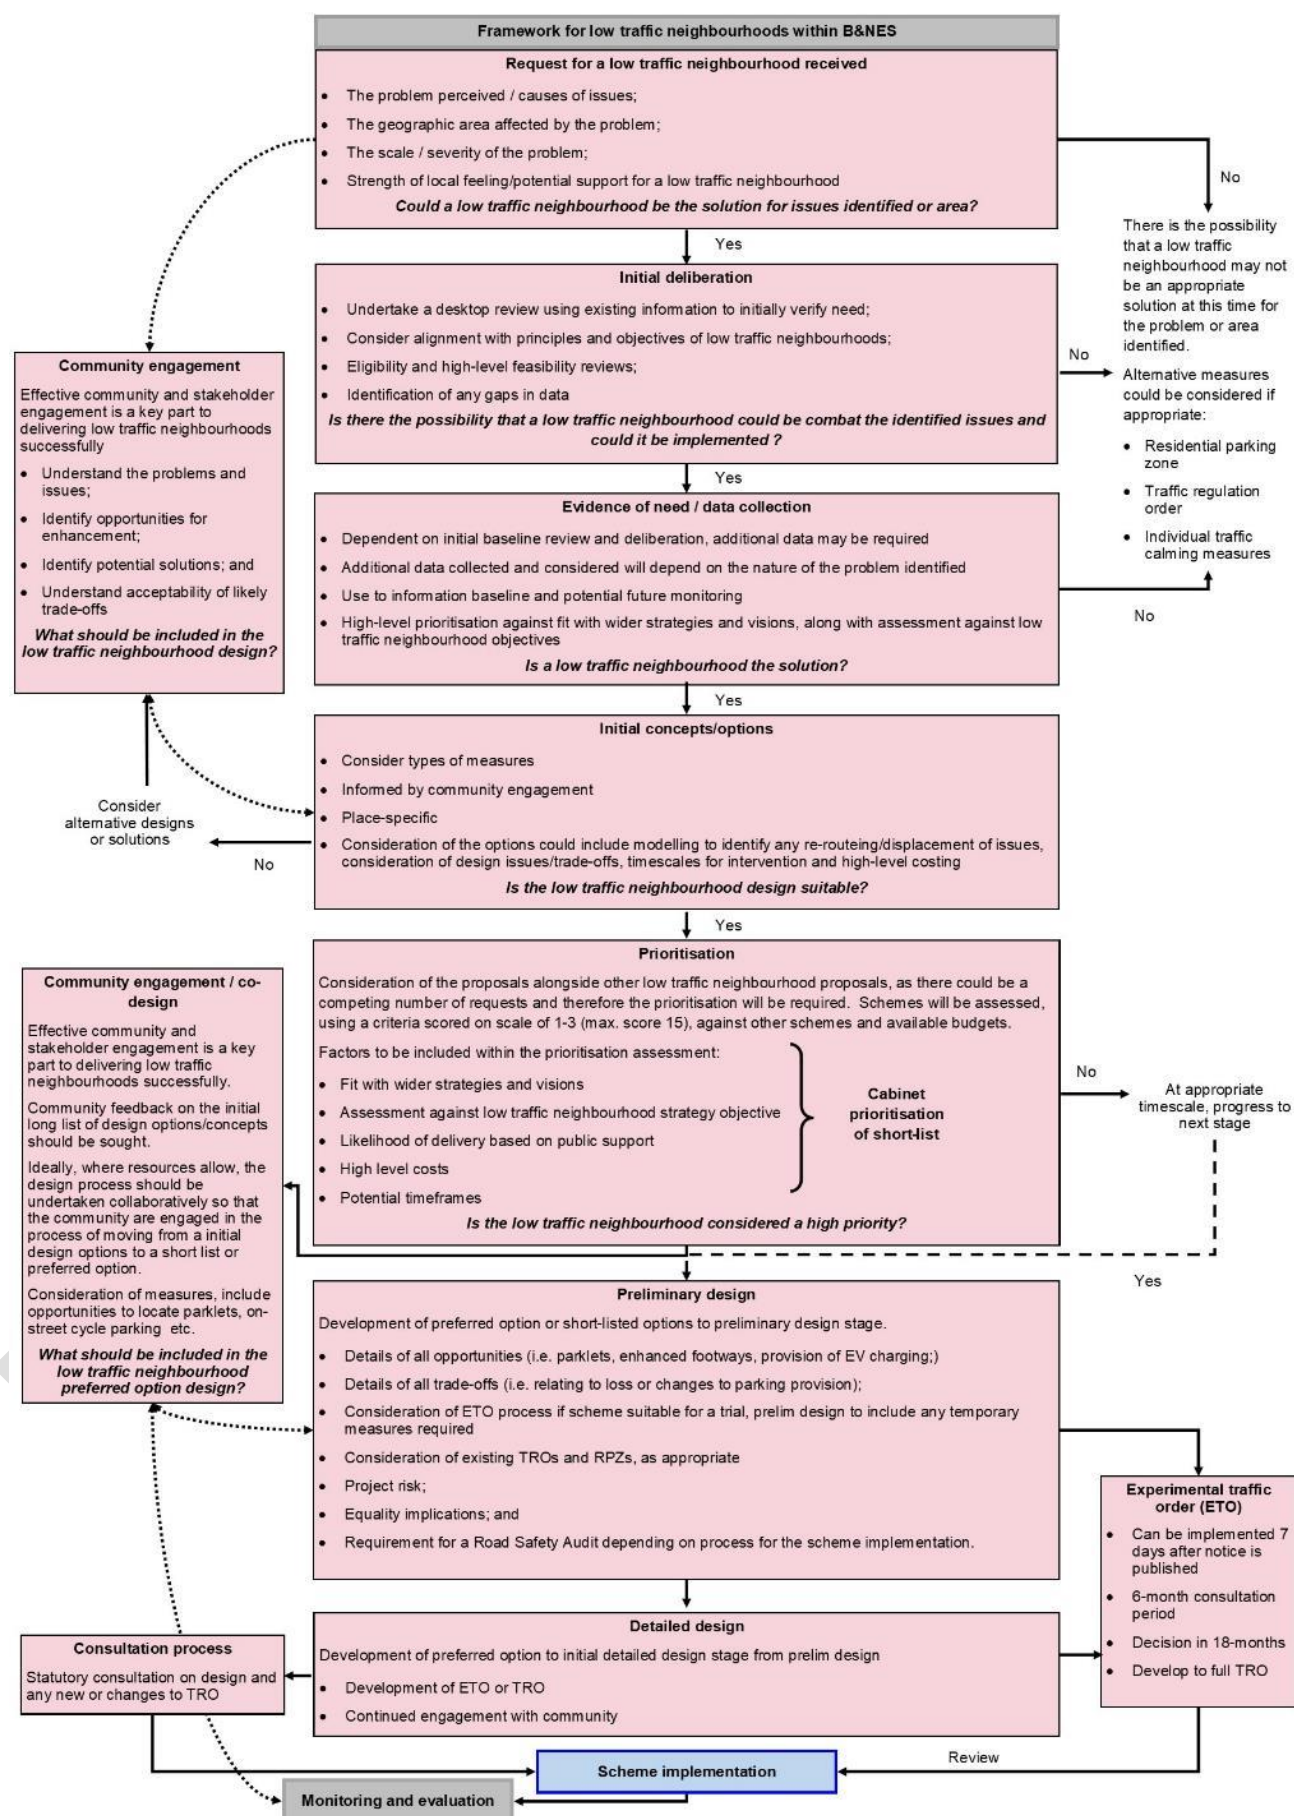 Framework for low traffic neighbourhoods within B&NES
Request for a low traffic neighbourhood received
• The problem perceived / causes of issues;
• The geographic area affected by the problem;
• The scale / severity of the problem;
• Strength of local feeling/potential support for a low traffic neighbourhood
Could a low traffic neighbourhood be the solution for issues identified or area?
No
Yes
There is the possibility
that a low traffic
neighbourhood may not
be an appropriate
solution at this time for
the problem or area
identified.
Alternative measures
could be considered if
appropriate:
• Residential parking
zone
• Traffic regulation
order
• Individual traffic
calming measures
Initial deliberation
• Undertake a desktop review using existing information to initially verify need;
• Consider alignment with principles and objectives of low traffic neighbourhoods;
• Eligibility and high-level feasibility reviews;
• Identification of any gaps in data
Is there the possibility that a low traffic neighbourhood could be combat the identified issues and
could it be implemented ?
No
Yes
Community engagement
Effective community and stakeholder
engagement is a key part to
delivering low traffic neighbourhoods
successfully
• Understand the problems and
issues;
• Identify opportunities for
enhancement;
• Identify potential solutions; and
• Understand acceptability of likely
trade-offs
What should be included in the
low traffic neighbourhood design?
Evidence of need / data collection
• Dependent on initial baseline review and deliberation, additional data may be required
• Additional data collected and considered will depend on the nature of the problem identified
• Use to information baseline and potential future monitoring
• High-level prioritisation against fit with wider strategies and visions, along with assessment against low
traffic neighbourhood objectives
Is a low traffic neighbourhood the solution?
No
Yes
Initial concepts/options
• Consider types of measures
• Informed by community engagement
• Place-specific
• Consideration of the options could include modelling to identify any re-routeing/displacement of issues,
consideration of design issues/trade-offs, timescales for intervention and high-level costing
Is the low traffic neighbourhood design suitable?
Consider
alternative designs
or solutions
No
Yes
Prioritisation
Consideration of the proposals alongside other low traffic neighbourhood proposals, as there could be a
competing number of requests and therefore the prioritisation will be required. Schemes will be assessed,
using a criteria scored on scale of 1-3 (max. score 15), against other schemes and available budgets.
Factors to be included within the prioritisation assessment:
• Fit with wider strategies and visions
• Assessment against low traffic neighbourhood strategy objective
• Likelihood of delivery based on public support
• High level costs
• Potential timeframes
Cabinet
prioritisation
of short-list
Is the low traffic neighbourhood considered a high priority?
No
At appropriate
timescale, progress to
next stage
Yes
Community engagement / co-
design
Effective community and
stakeholder engagement is a key
part to delivering low traffic
neighbourhoods successfully.
Community feedback on the initial
long list of design options/concepts
should be sought.
Ideally, where resources allow, the
design process should be
undertaken collaboratively so that
the community are engaged in the
process of moving from a initial
design options to a short list or
preferred option.
Consideration of measures, include
opportunities to locate parklets, on-
street cycle parking etc.
What should be included in the
low traffic neighbourhood
preferred option design?
Preliminary design
Development of preferred option or short-listed options to preliminary design stage.
• Details of all opportunities (i.e. parklets, enhanced footways, provision of EV charging;)
• Details of all trade-offs (i.e. relating to loss or changes to parking provision);
• Consideration of ETO process if scheme suitable for a trial, prelim design to include any temporary
measures required
• Consideration of existing TROs and RPZs, as appropriate
• Project risk;
• Equality implications; and
• Requirement for a Road Safety Audit depending on process for the scheme implementation.
Experimental traffic
order (ETO)
• Can be implemented 7
days after notice is
published
• 6-month consultation
period
• Decision in 18-months
• Develop to full TRO
Detailed design
Development of preferred option to initial detailed design stage from prelim design
• Development of ETO or TRO
• Continued engagement with community
Consultation process
Statutory consultation on design and
any new or changes to TRO
Scheme implementation
Review
Monitoring and evaluation